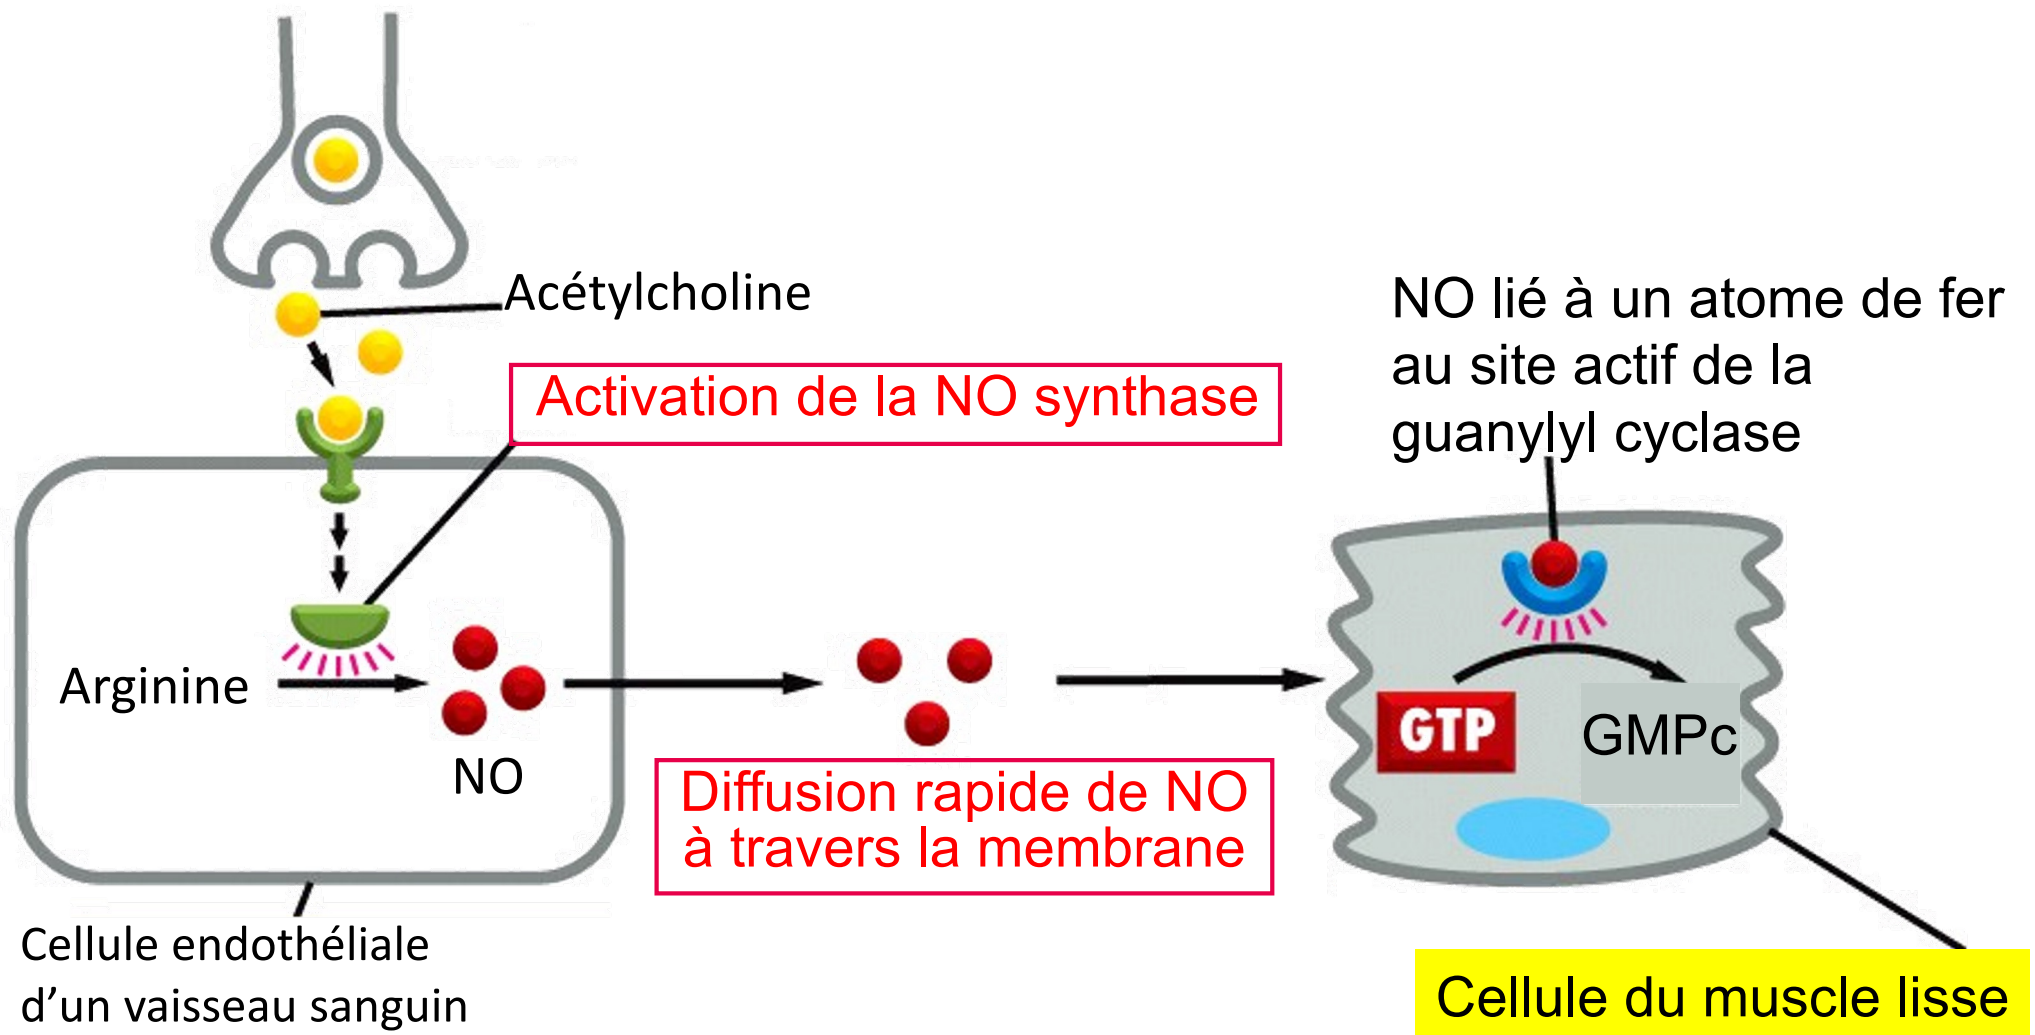 Acétylcholine
Activation de la NO synthase
NO lié à un atome de fer
au site actif de la
guanylyl cyclase
Arginine
NO
Diffusion rapide de NO
à travers la membrane
GTP
GMPc
Cellule endothéliale
d’un vaisseau sanguin
Cellule du muscle lisse